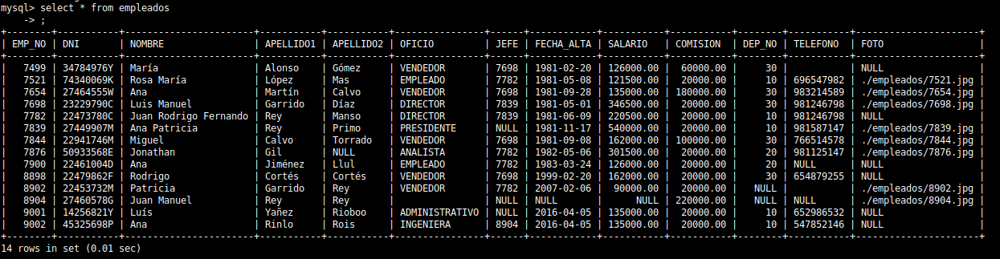 mysql> select * from empleados
    -> ;
+--------+-----------+-----------------------+-----------+-----------+----------------+------+------------+-----------+-----------+--------+-----------+----------------------+
| EMP_NO | DNI       | NOMBRE                | APELLIDO1 | APELLIDO2 | OFICIO         | JEFE | FECHA_ALTA | SALARIO   | COMISION  | DEP_NO | TELEFONO  | FOTO                 |
+--------+-----------+-----------------------+-----------+-----------+----------------+------+------------+-----------+-----------+--------+-----------+----------------------+
|   7499 | 34784976Y | María                 | Alonso    | Gómez     | VENDEDOR       | 7698 | 1981-02-20 | 126000.00 |  60000.00 |     30 |           | NULL                 |
|   7521 | 74340069K | Rosa María            | López     | Mas       | EMPLEADO       | 7782 | 1981-05-08 | 121500.00 |  20000.00 |     10 | 696547982 | ./empleados/7521.jpg |
|   7654 | 27464555W | Ana                   | Martín    | Calvo     | VENDEDOR       | 7698 | 1981-09-28 | 135000.00 | 180000.00 |     30 | 983214589 | ./empleados/7654.jpg |
|   7698 | 23229790C | Luis Manuel           | Garrido   | Díaz      | DIRECTOR       | 7839 | 1981-05-01 | 346500.00 |  20000.00 |     30 | 981246798 | ./empleados/7698.jpg |
|   7782 | 22473780C | Juan Rodrigo Fernando | Rey       | Manso     | DIRECTOR       | 7839 | 1981-06-09 | 220500.00 |  20000.00 |     10 | 981246798 | NULL                 |
|   7839 | 27449907M | Ana Patricia          | Rey       | Primo     | PRESIDENTE     | NULL | 1981-11-17 | 540000.00 |  20000.00 |     10 | 981587147 | ./empleados/7839.jpg |
|   7844 | 22941746M | Miguel                | Calvo     | Torrado   | VENDEDOR       | 7698 | 1981-09-08 | 162000.00 | 100000.00 |     30 | 766514578 | ./empleados/7844.jpg |
|   7876 | 50933568E | Jonathan              | Gil       | NULL      | ANALISTA       | 7782 | 1982-05-06 | 301500.00 |  20000.00 |     20 | 981125147 | ./empleados/7876.jpg |
|   7900 | 22461004D | Ana                   | Jiménez   | Llul      | EMPLEADO       | 7782 | 1983-03-24 | 126000.00 |  20000.00 |     20 | NULL      | NULL                 |
|   8898 | 22479862F | Rodrigo               | Cortés    | Cortés    | VENDEDOR       | 7698 | 1999-02-20 | 162000.00 |  20000.00 |     30 | 654879255 | NULL                 |
|   8902 | 22453732M | Patricia              | Garrido   | Rey       | VENDEDOR       | 7782 | 2007-02-06 |  90000.00 |  20000.00 |   NULL |           | ./empleados/8902.jpg |
|   8904 | 27460578G | Juan Manuel           | Rey       | Rey       |                | NULL | NULL       |      NULL | 220000.00 |   NULL | NULL      | ./empleados/8904.jpg |
|   9001 | 14256821Y | Luís                  | Yañez     | Rioboo    | ADMINISTRATIVO | NULL | 2016-04-05 | 135000.00 |  20000.00 |     10 | 652986532 | NULL                 |
|   9002 | 45325698P | Ana                   | Rinlo     | Rois      | INGENIERA      | 8904 | 2016-04-05 | 135000.00 |  20000.00 |     10 | 547852146 | NULL                 |
+--------+-----------+-----------------------+-----------+-----------+----------------+------+------------+-----------+-----------+--------+-----------+----------------------+
14 rows in set (0.01 sec)